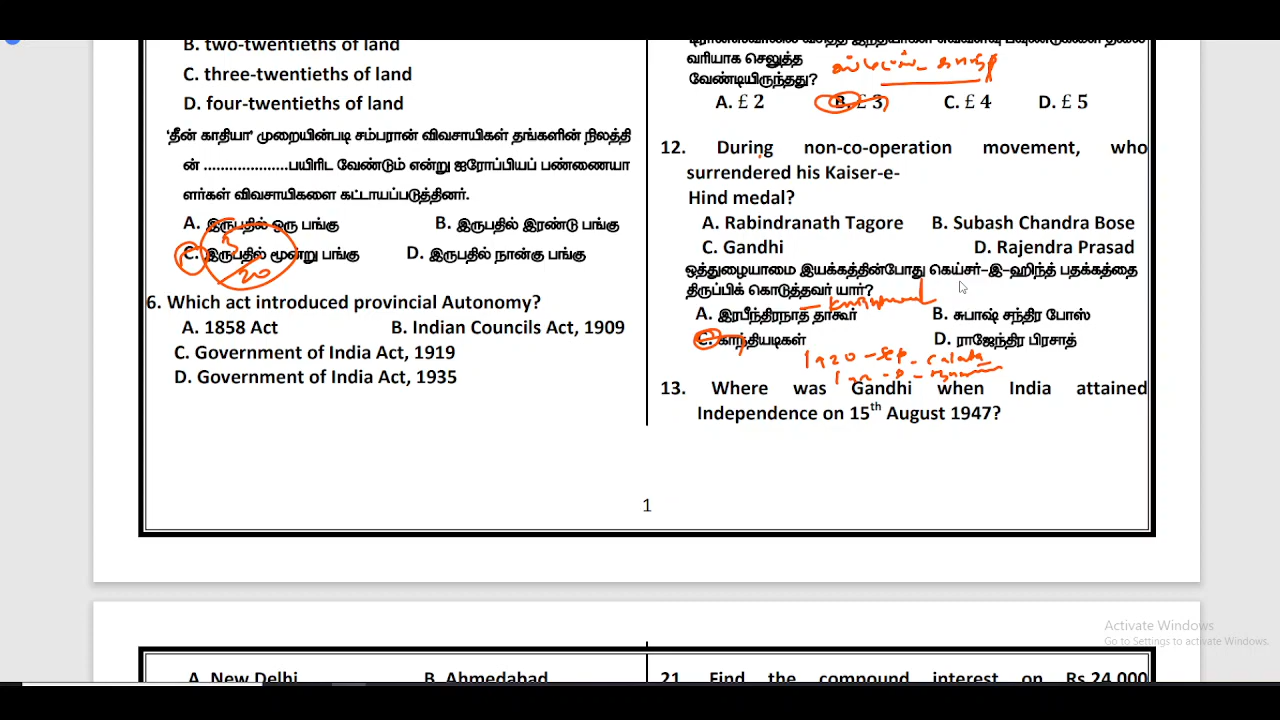 B. two-twentieths of land
C. three-twentieths of land
D. four-twentieths of land
‘தீன் காதியா’ முறையின்படி சம்பரான் விவசாயிகள் தங்களின் நிலத்தி
ன் ....................பயிரிட வேண்டும் என்று ஐரோப்பியப் பண்ணையா
ளர்கள் விவசாயிகளை கட்டாயப்படுத்தினர்.
A. இருபதில் ஒரு பங்கு B. இருபதில் இரண்டு பங்கு
C. இருபதில் மூன்று பங்கு D. இருபதில் நான்கு பங்கு
3
20
6. Which act introduced provincial Autonomy?
A. 1858 Act B. Indian Councils Act, 1909
C. Government of India Act, 1919
D. Government of India Act, 1935
வரியாக செலுத்த
வேண்டியிருந்தது?
A. £ 2 B. £ 3 C. £ 4 D. £ 5
12. During non-co-operation movement, who
surrendered his Kaiser-e-
Hind medal?
A. Rabindranath Tagore B. Subash Chandra Bose
C. Gandhi D. Rajendra Prasad
ஒத்துழையாமை இயக்கத்தின்போது கெய்சர்-இ-ஹிந்த் பதக்கத்தை
திருப்பிக் கொடுத்தவர் யார்?
A. இரபீந்திரநாத் தாகூர் B. சுபாஷ் சந்திர போஸ்
C. காந்தியடிகள் D. ராஜேந்திர பிரசாத்
1920 - Sep -
13. Where was Gandhi when India attained
Independence on 15th August 1947?
1
A. New Delhi B. Ahmedabad
21. Find the compound interest on Rs.24,000
Activate Windows
Go to Settings to activate Windows.